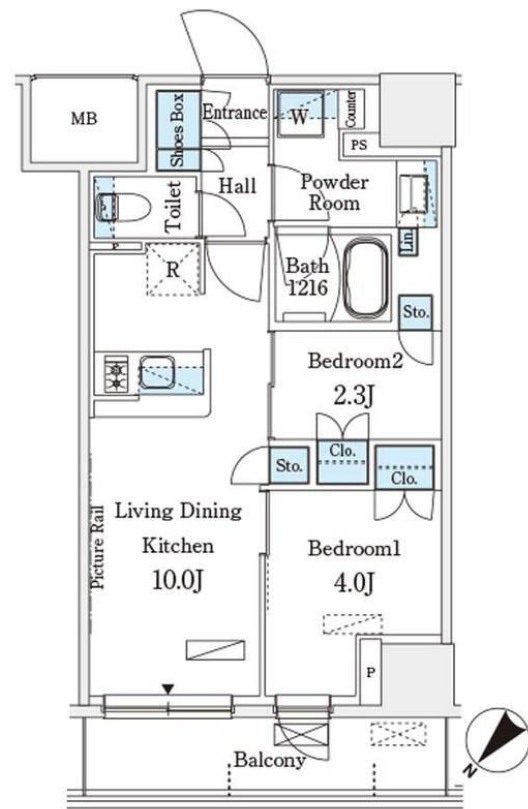 MB
Shoes Box
Entrance
W
Counter
PS
Toilet
Hall
Powder
Room
Lin.
P
R
Bath
1216
Sto.
Bedroom2
2.3J
Sto.
Clo.
Clo.
Picture Rail
Living Dining
Kitchen
10.0J
Bedroom1
4.0J
P
Balcony
N